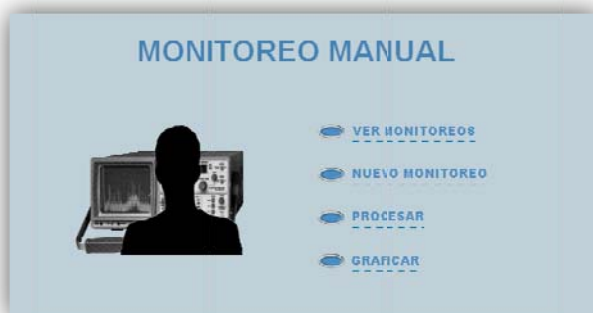 MONITOREO MANUAL
VER MONITOREOS
NUEVO MONITOREO
PROCESAR
GRAFICAR